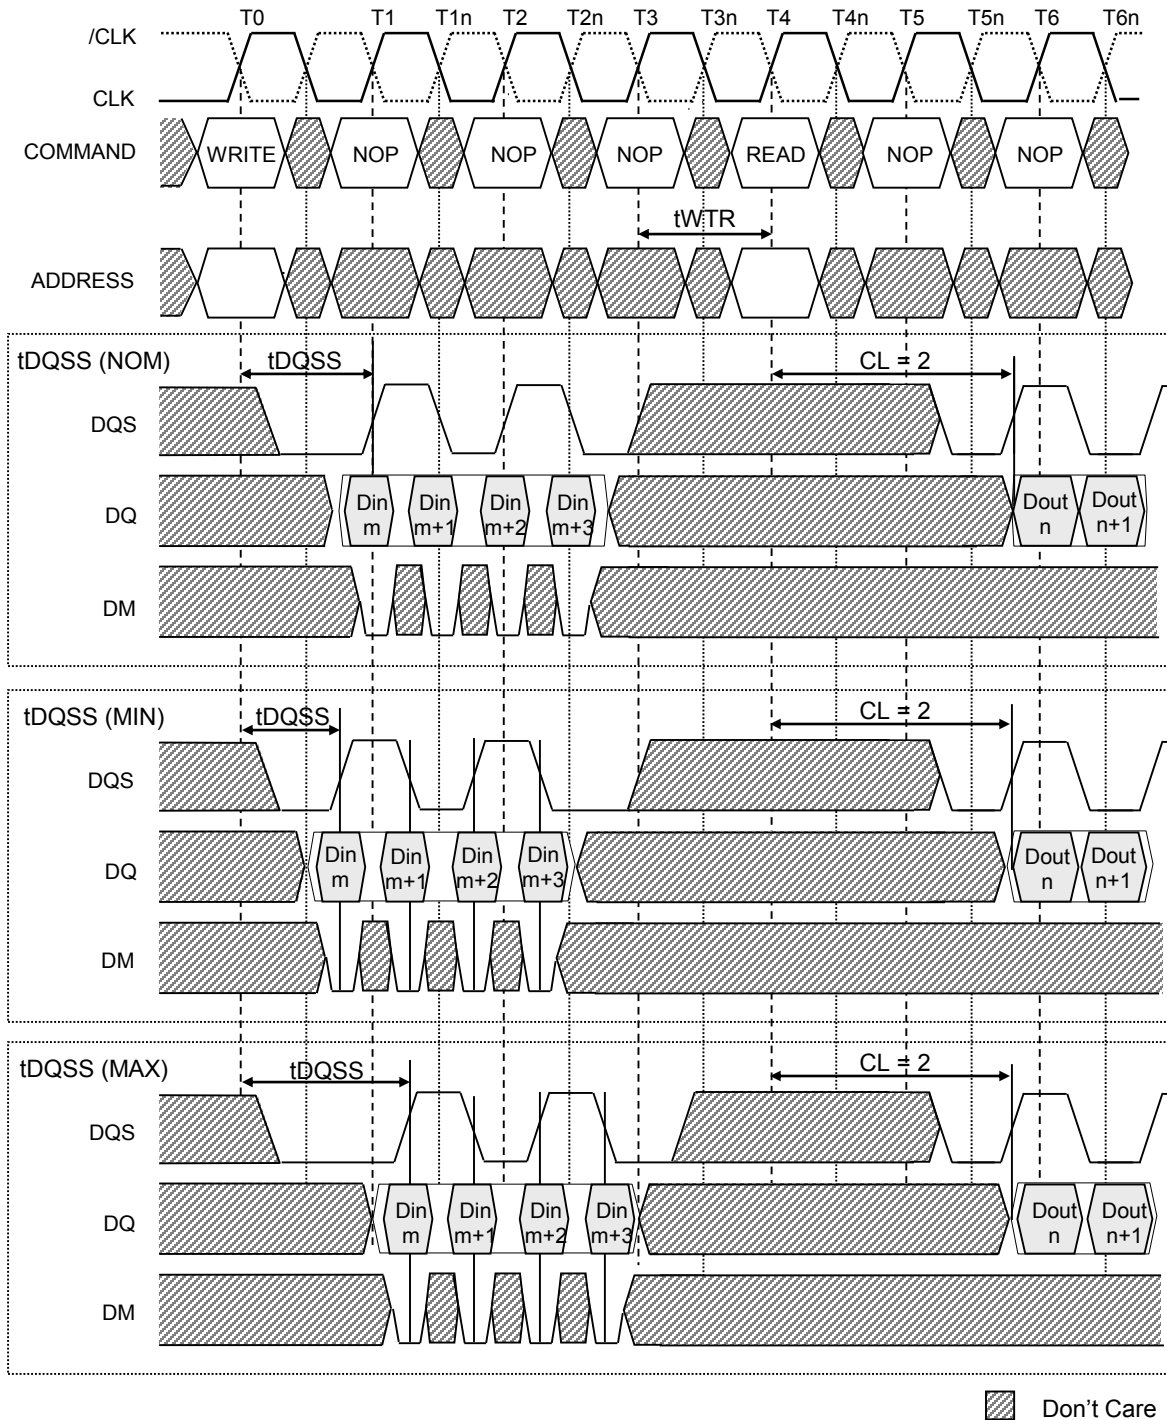 T0 T1 T1n T2 T2n T3 T3n T4 T4n T5 T5n T6 T6n
/CLK
CLK
COMMAND WRITE NOP NOP NOP READ NOP NOP
tWTR
ADDRESS
tDQSS (NOM) tDQSS CL = 2
DQS
DQ Din m Din m+1 Din m+2 Din m+3 Dout n Dout n+1
DM
tDQSS (MIN) tDQSS CL = 2
DQS
DQ Din m Din m+1 Din m+2 Din m+3 Dout n Dout n+1
DM
tDQSS (MAX) tDQSS CL = 2
DQS
DQ Din m Din m+1 Din m+2 Din m+3 Dout n Dout n+1
DM
Don't Care